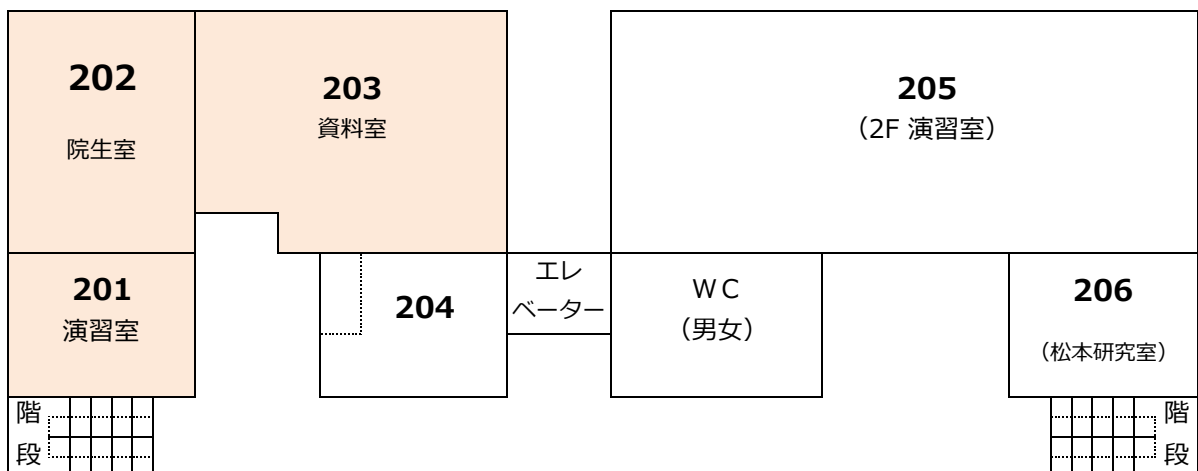 202
院生室
203
資料室
205
（2F 演習室）
201
演習室
204
エレ
ベーター
ＷＣ
（男女）
206
（松本研究室）
階
段
階
段